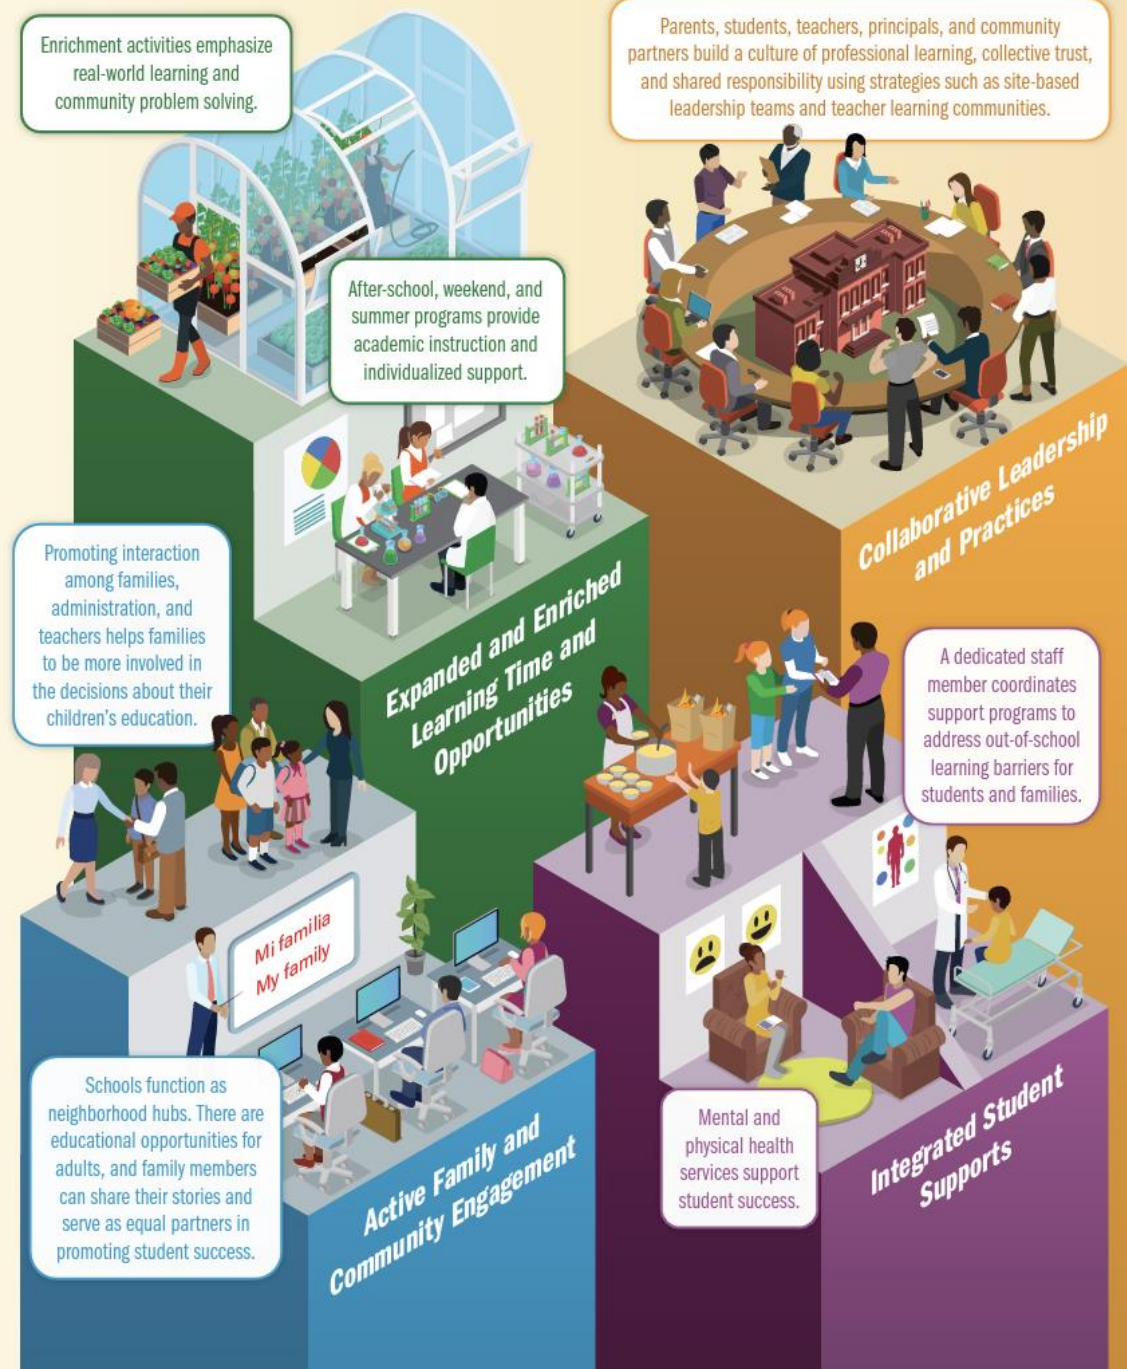 Enrichment activities emphasize
real-world learning and
community problem solving.
Parents, students, teachers, principals, and community
partners build a culture of professional learning, collective trust,
and shared responsibility using strategies such as site-based
leadership teams and teacher learning communities.
After-school, weekend, and
summer programs provide
academic instruction and
individualized support.
Collaborative Leadership
and Practices
Expanded and Enriched
Learning Time and
Opportunities
Promoting interaction
among families,
administration, and
teachers helps families
to be more involved in
the decisions about their
children's education.
A dedicated staff
member coordinates
support programs to
address out-of-school
learning barriers for
students and families.
Mi familia
My family
Schools function as
neighborhood hubs. There are
educational opportunities for
adults, and family members
can share their stories and
serve as equal partners in
promoting student success.
Active Family and
Community Engagement
Mental and
physical health
services support
student success.
Integrated Student
Supports